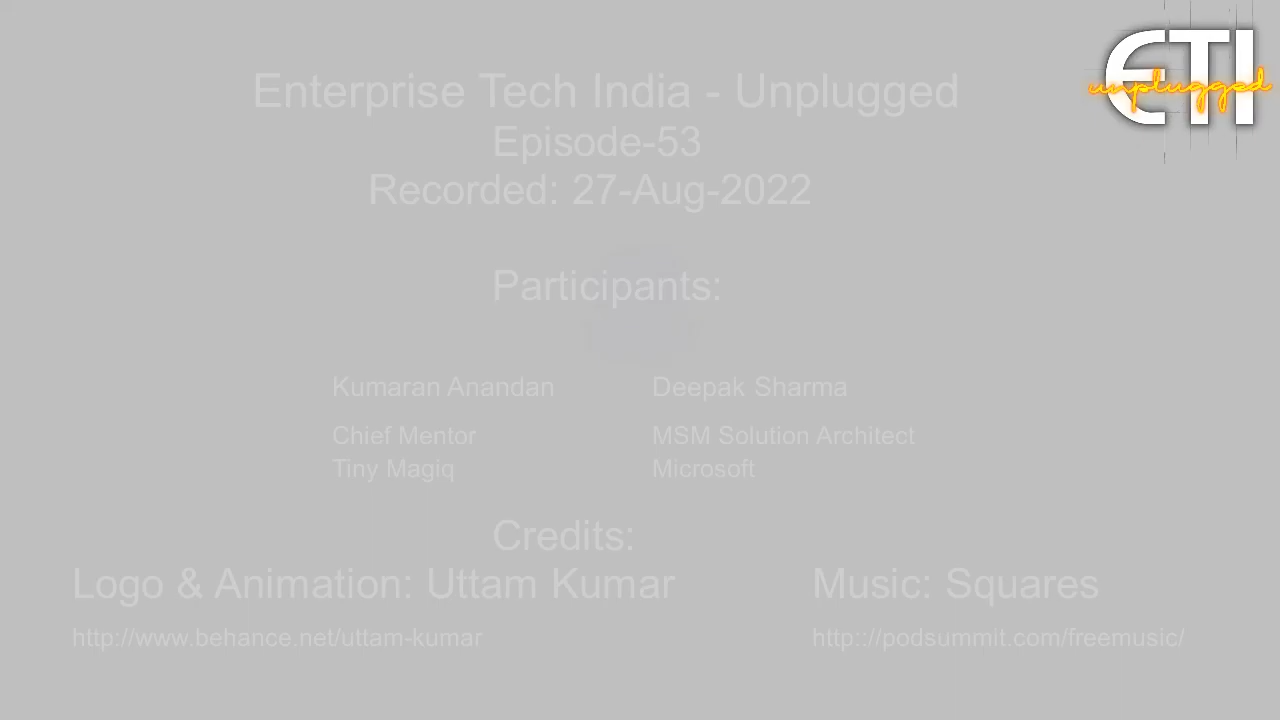 ETI
unplugged
Enterprise Tech India - Unplugged
Episode-53
Recorded: 27-Aug-2022
Participants:
Kumaran Anandan
Chief Mentor
Tiny Magiq
Deepak Sharma
MSM Solution Architect
Microsoft
Credits:
Logo & Animation: Uttam Kumar
http://www.behance.net/uttam-kumar
Music: Squares
http:://podsummit.com/freemusic/